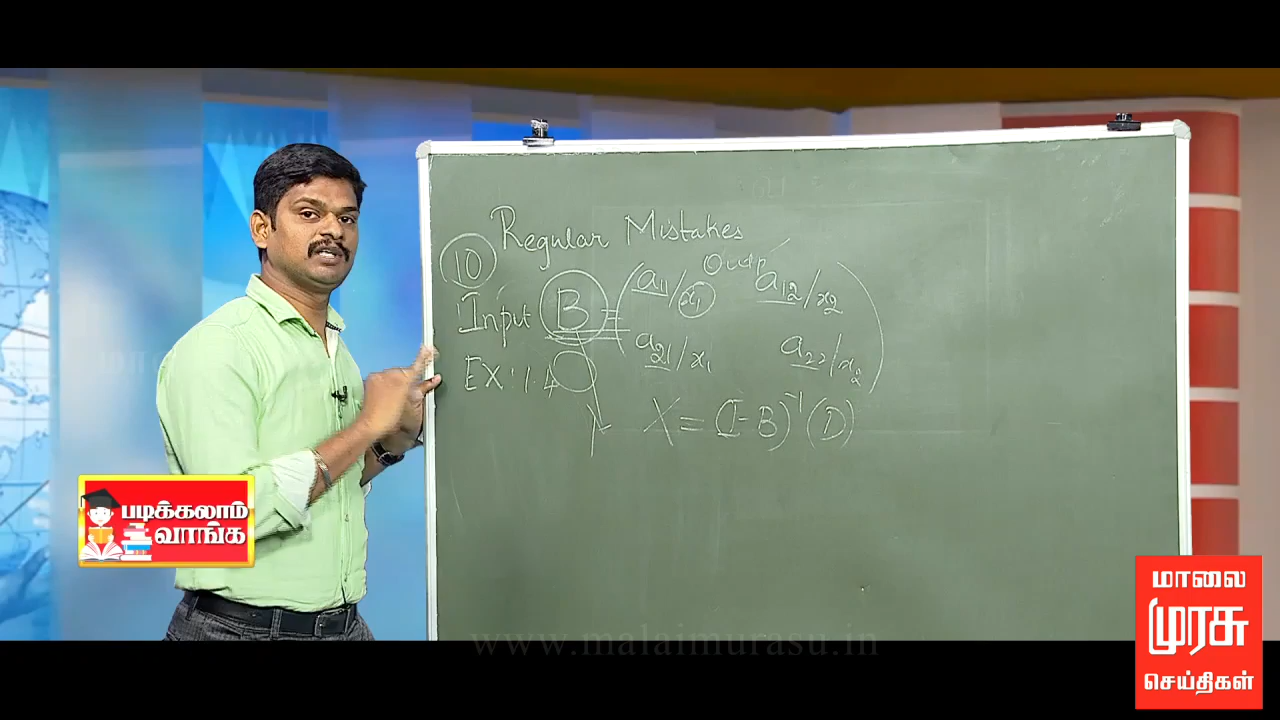 Regular Mistakes
10
Outp
Input B = ( a11/x1 a12/x2
a21/x1 a22/x2 )
EX: 1.4
X = (I-B)⁻¹ (D)
படிக்கலாம்
வாங்க
மாலை
முரசு
செய்திகள்
www.malaimurasu.in